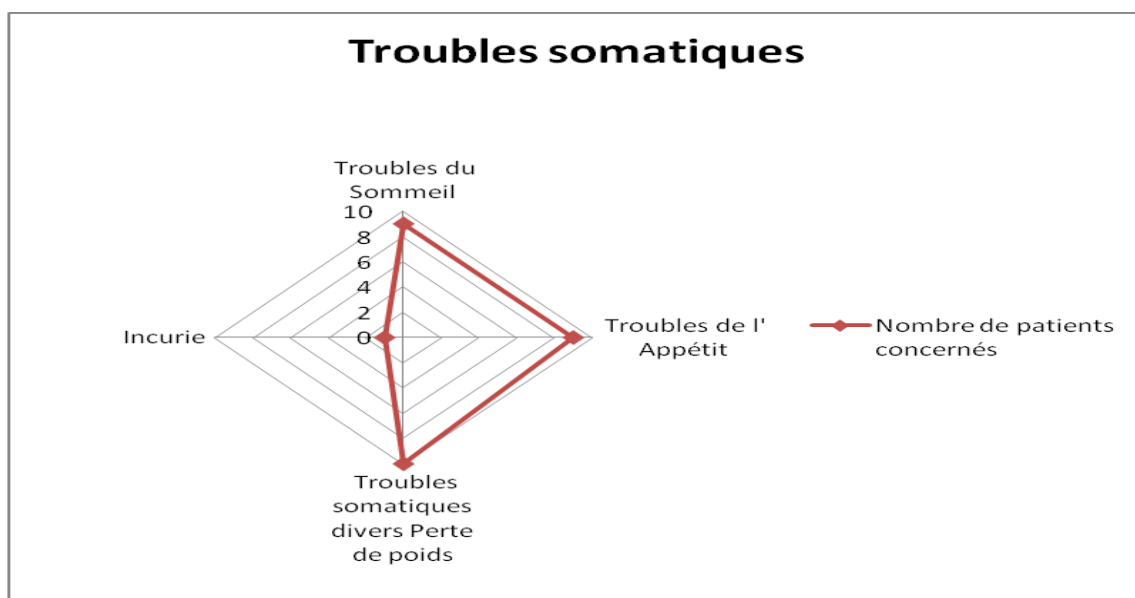 Troubles somatiques
Troubles du
Sommeil
10
8
6
4
2
0
Incurie
Troubles de l'
Appétit
Nombre de patients
concernés
Troubles
somatiques
divers Perte
de poids